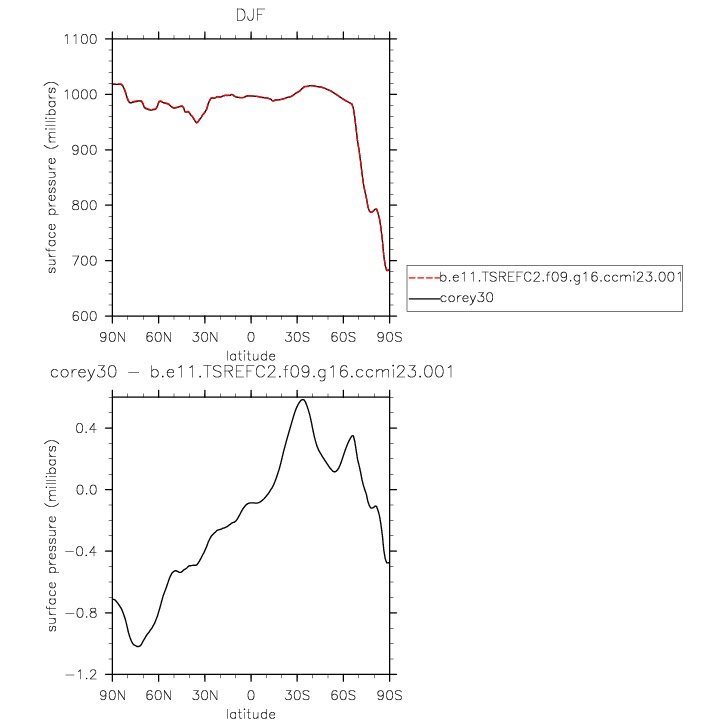 DJF
1100
1000
900
800
700
600
surface pressure (millibars)
90N 60N 30N 0 30S 60S 90S
latitude
b.e11.TSREFC2.f09.g16.ccmi23.001
corey30
corey30 – b.e11.TSREFC2.f09.g16.ccmi23.001
0.4
0.0
−0.4
−0.8
−1.2
surface pressure (millibars)
90N 60N 30N 0 30S 60S 90S
latitude